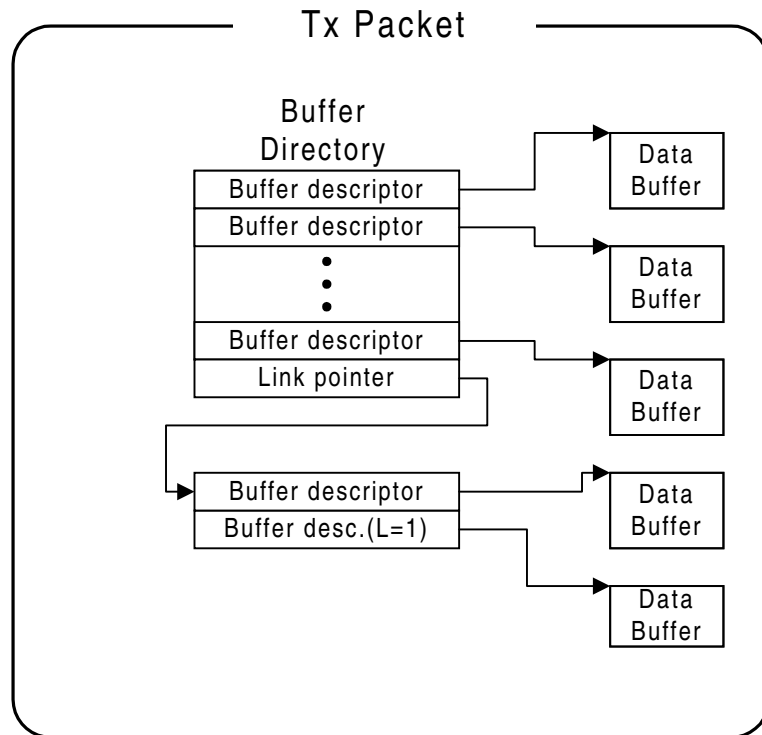 Tx Packet
Buffer
Directory
Buffer descriptor
Buffer descriptor
Buffer descriptor
Link pointer
Buffer descriptor
Buffer desc.(L=1)
Data
Buffer
Data
Buffer
Data
Buffer
Data
Buffer
Data
Buffer